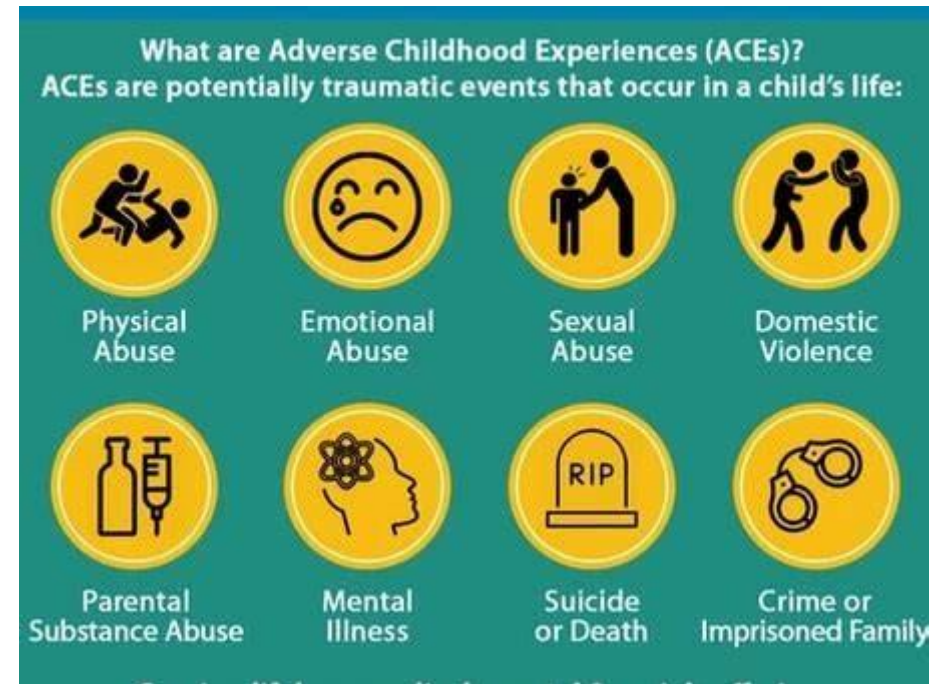 What are Adverse Childhood Experiences (ACEs)?
ACEs are potentially traumatic events that occur in a child's life:
Physical
Abuse
Emotional
Abuse
Sexual
Abuse
Domestic
Violence
RIP
Parental
Substance Abuse
Mental
Illness
Suicide
or Death
Crime or
Imprisoned Family